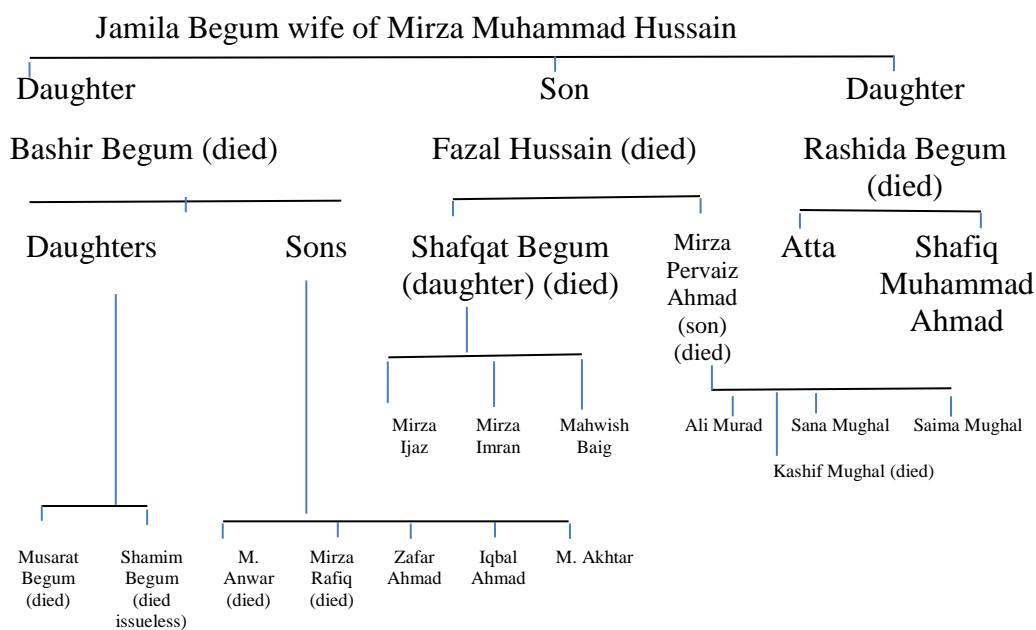 Jamila Begum wife of Mirza Muhammad Hussain
Daughter
Son
Daughter
Bashir Begum (died)
Fazal Hussain (died)
Rashida Begum
(died)
Daughters
Sons
Shafqat Begum
(daughter) (died)
Mirza
Pervaiz
Ahmad
(son)
(died)
Atta
Shafiq
Muhammad
Ahmad
Mirza
Ijaz
Mirza
Imran
Mahwish
Baig
Ali Murad
Sana Mughal
Saima Mughal
Kashif Mughal (died)
Musarat
Begum
(died)
Shamim
Begum
(died
issueless)
M.
Anwar
(died)
Mirza
Rafiq
(died)
Zafar
Ahmad
Iqbal
Ahmad
M. Akhtar